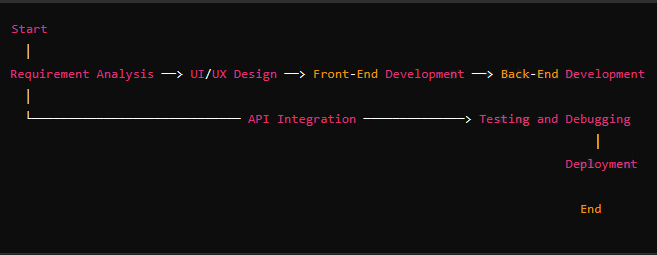 Start
Requirement Analysis ──> UI/UX Design ──> Front-End Development ──> Back-End Development
API Integration ──────────────> Testing and Debugging
Deployment
End